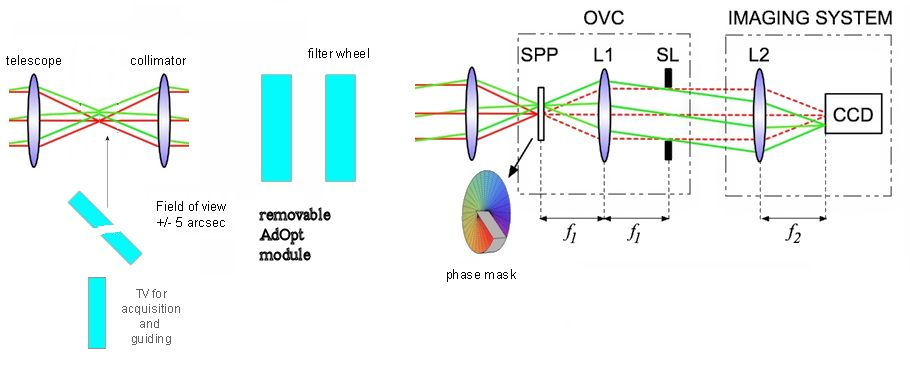 telescope
collimator
filter wheel
Field of view
+/- 5 arcsec
removable
AdOpt
module
TV for
acquisition
and
guiding
OVC
IMAGING SYSTEM
SPP
L1
SL
L2
CCD
f1
f1
f2
phase mask